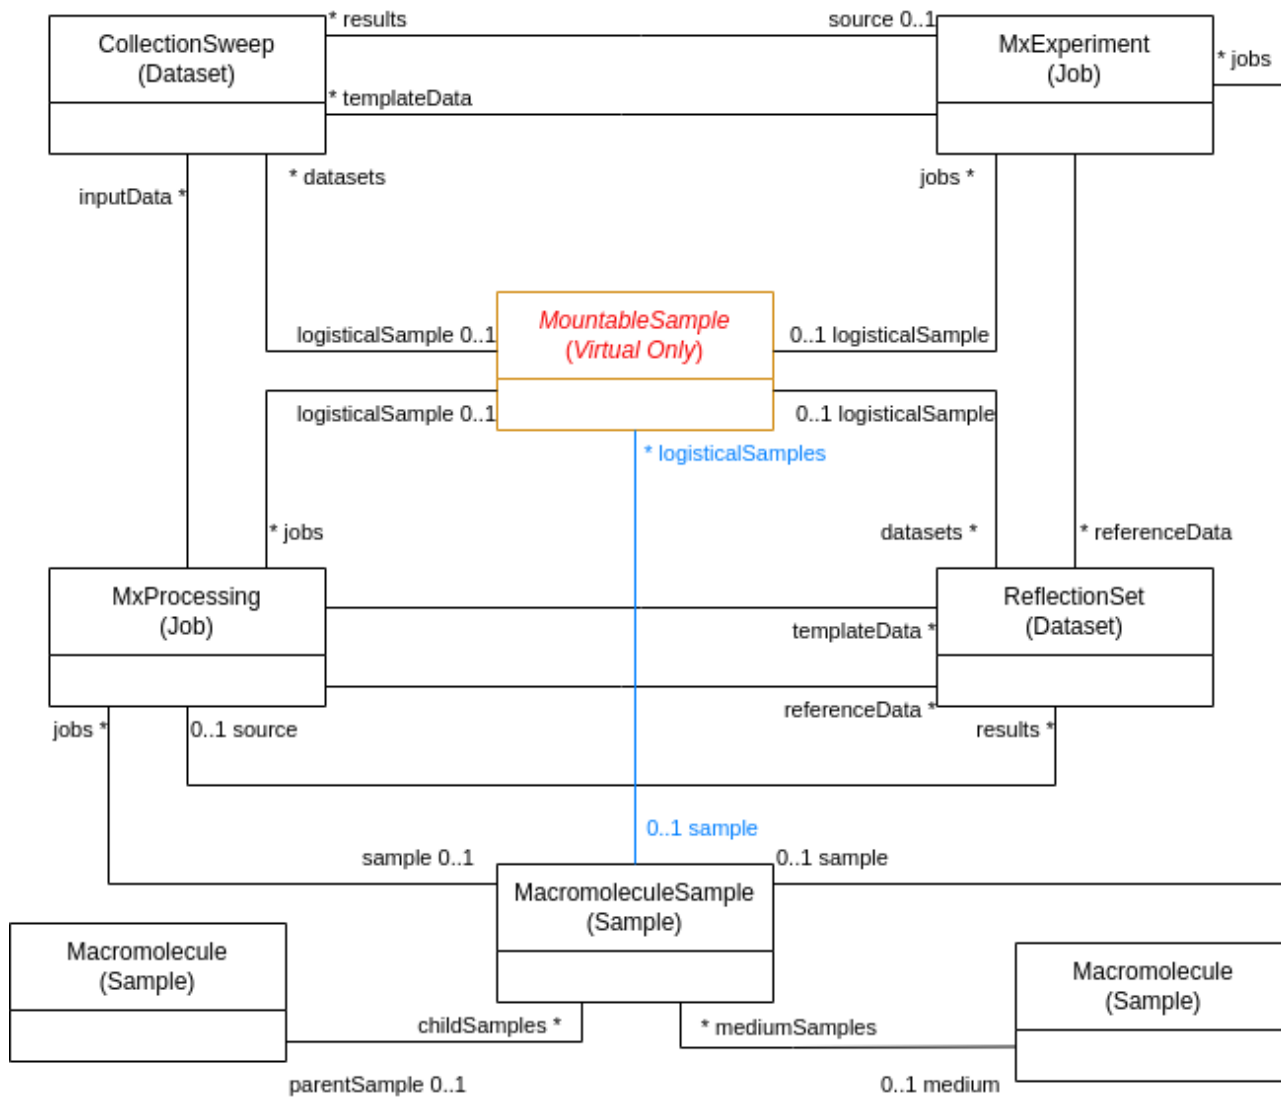 * results
source 0..1
CollectionSweep
(Dataset)
MxExperiment
(Job)
* jobs
* templateData
inputData *
* datasets
jobs *
MountableSample
(Virtual Only)
logisticalSample 0..1
0..1 logisticalSample
logisticalSample 0..1
0..1 logisticalSample
* logisticalSamples
* jobs
datasets *
* referenceData
MxProcessing
(Job)
ReflectionSet
(Dataset)
templateData *
referenceData *
jobs *
0..1 source
results *
0..1 sample
sample 0..1
0..1 sample
MacromoleculeSample
(Sample)
Macromolecule
(Sample)
Macromolecule
(Sample)
childSamples *
* mediumSamples
parentSample 0..1
0..1 medium